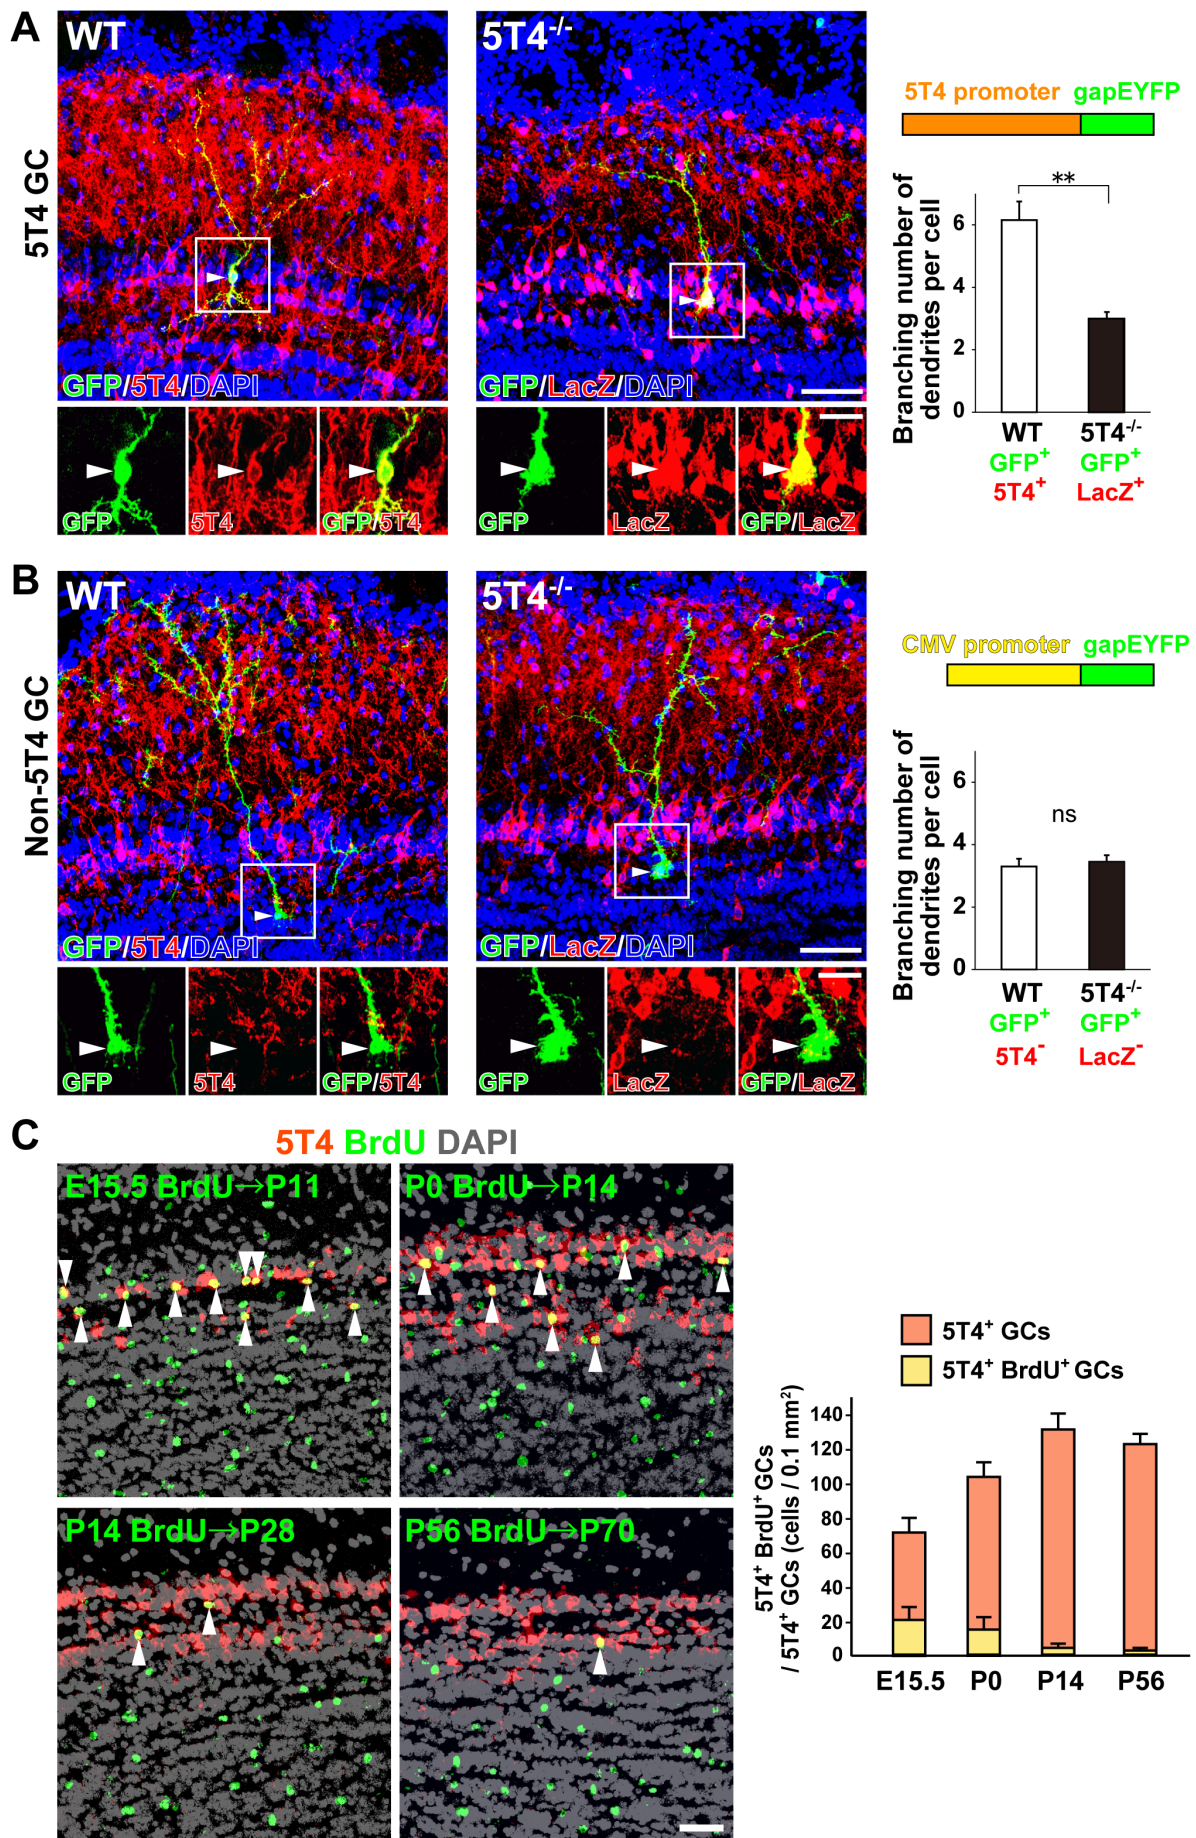 A
WT
5T4-/-
5T4 GC
GFP/5T4/DAPI
GFP/LacZ/DAPI
GFP
5T4
GFP/5T4
GFP
LacZ
GFP/LacZ
5T4 promoter
gapEYFP
**
Branching number of
dendrites per cell
6
4
2
0
WT
5T4-/-
GFP+
GFP+
5T4+
LacZ+
B
WT
5T4-/-
Non-5T4 GC
GFP/5T4/DAPI
GFP/LacZ/DAPI
GFP
5T4
GFP/5T4
GFP
LacZ
GFP/LacZ
CMV promoter
gapEYFP
Branching number of
dendrites per cell
6
4
2
0
ns
WT
5T4-/-
GFP+
GFP+
5T4-
LacZ-
C
5T4 BrdU DAPI
E15.5 BrdU→P11
P0 BrdU→P14
P14 BrdU→P28
P56 BrdU→P70
5T4+ GCs
5T4+ BrdU+ GCs
5T4+ BrdU+ GCs
/ 5T4+ GCs (cells / 0.1 mm2)
140
120
100
80
60
40
20
0
E15.5
P0
P14
P56